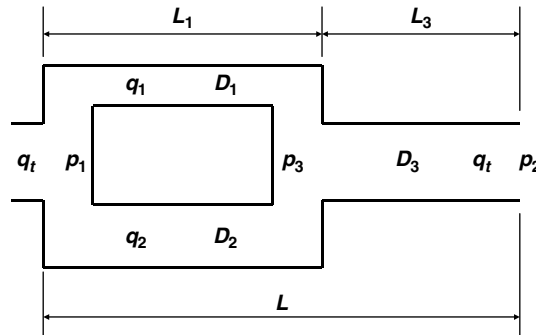 L₁ L₃
q₁ D₁
qₜ p₁ p₃ D₃ qₜ p₂
q₂ D₂
L